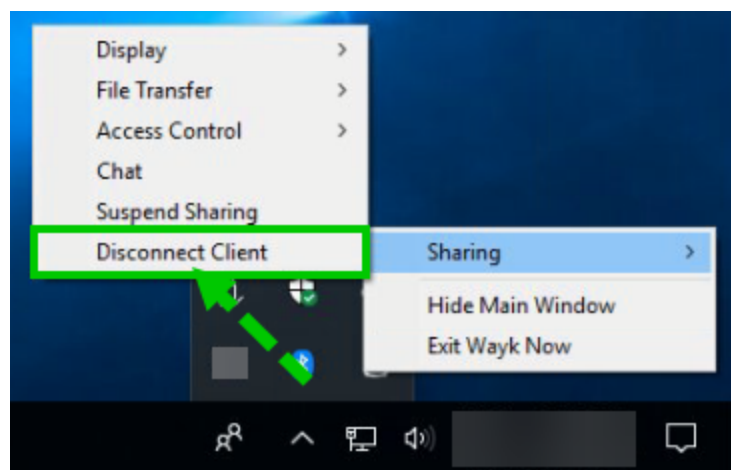 Display
File Transfer
Access Control
Chat
Suspend Sharing
Disconnect Client
Sharing
Hide Main Window
Exit Wayk Now